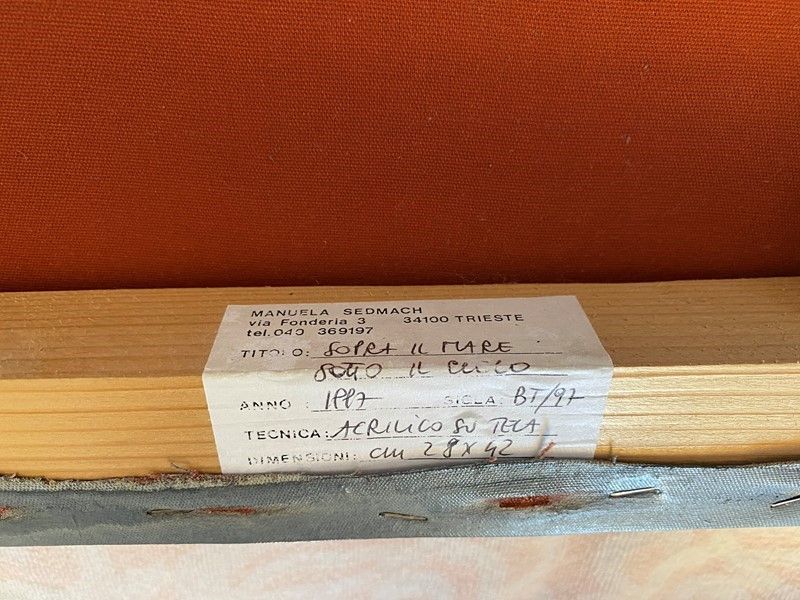 MANUELA SEDMACH
via Fonderia 3 34100 TRIESTE
tel. 040 369197
TITOLO: SOPRA IL MARE
SOTTO IL CIELO
ANNO : 1997 SIGLA: BT/97
TECNICA: ACRILICO SU TELA
DIMENSIONI: cm 28 x 42